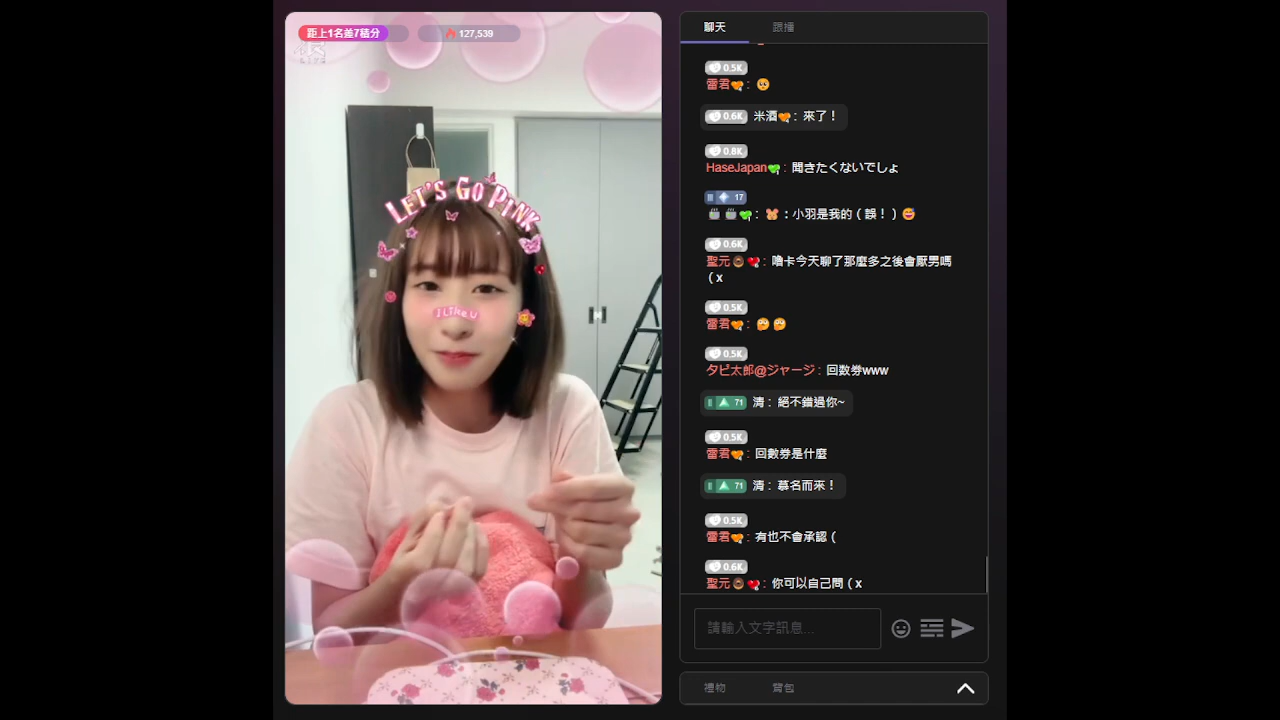 距上1名差7積分
127,539
浪
LIVE
LET'S GO PINK
I Like U
聊天
跟播
0.5K
雷君:
0.6K 米酒: 來了!
0.8K
HaseJapan: 聞きたくないでしょ
III 17
: : 小羽是我的 ( 誤! )
0.6K
聖元: 嚕卡今天聊了那麼多之後會厭男嗎
( x
0.5K
雷君:
0.5K
タピ太郎@ジャージ: 回数券www
II 71 清: 絕不錯過你~
0.5K
雷君: 回數券是什麼
II 71 清: 慕名而來!
0.5K
雷君: 有也不會承認 (
0.6K
聖元: 你可以自己問 ( x
請輸入文字訊息...
禮物
背包